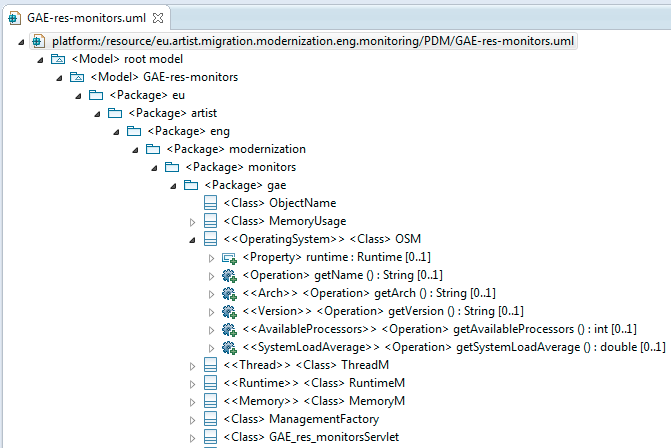 GAE-res-monitors.uml
platform:/resource/eu.artist.migration.modernization.eng.monitoring/PDM/GAE-res-monitors.uml
<Model> root model
<Model> GAE-res-monitors
<Package> eu
<Package> artist
<Package> eng
<Package> modernization
<Package> monitors
<Package> gae
<Class> ObjectName
<Class> MemoryUsage
<<OperatingSystem>> <Class> OSM
<Property> runtime : Runtime [0..1]
<Operation> getName () : String [0..1]
<<Arch>> <Operation> getArch () : String [0..1]
<<Version>> <Operation> getVersion () : String [0..1]
<<AvailableProcessors>> <Operation> getAvailableProcessors () : int [0..1]
<<SystemLoadAverage>> <Operation> getSystemLoadAverage () : double [0..1]
<<Thread>> <Class> ThreadM
<<Runtime>> <Class> RuntimeM
<<Memory>> <Class> MemoryM
<Class> ManagementFactory
<Class> GAE_res_monitorsServlet